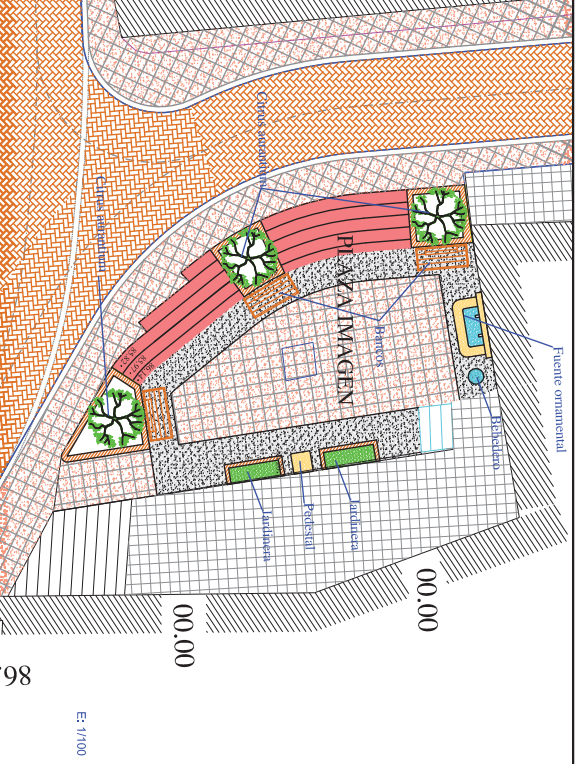 Citrus aurantium
Citrus aurantium
PLAZA IMAGEN
Bancos
Fuente ornamental
Bebedero
Jardinera
Pedestal
Jardinera
00.00
00.00
86.
E: 1/100